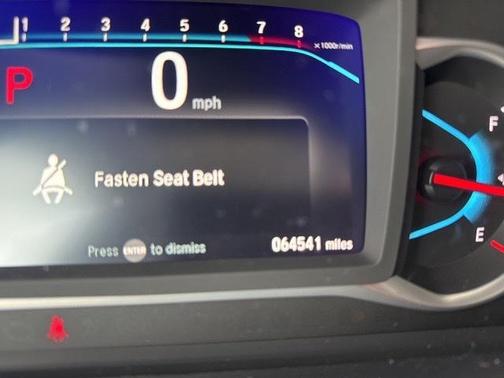 1 2 3 4 5 6 7 8
×1000r/min
P 0 mph
Fasten Seat Belt
Press ENTER to dismiss
064541 miles
F
E